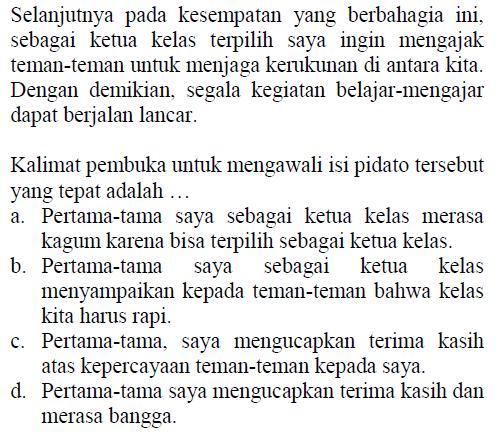 Selanjutnya pada kesempatan yang berbahagia ini,
sebagai ketua kelas terpilih saya ingin mengajak
teman-teman untuk menjaga kerukunan di antara kita.
Dengan demikian, segala kegiatan belajar-mengajar
dapat berjalan lancar.
Kalimat pembuka untuk mengawali isi pidato tersebut
yang tepat adalah …
a. Pertama-tama saya sebagai ketua kelas merasa
kagum karena bisa terpilih sebagai ketua kelas.
b. Pertama-tama saya sebagai ketua kelas
menyampaikan kepada teman-teman bahwa kelas
kita harus rapi.
c. Pertama-tama, saya mengucapkan terima kasih
atas kepercayaan teman-teman kepada saya.
d. Pertama-tama saya mengucapkan terima kasih dan
merasa bangga.